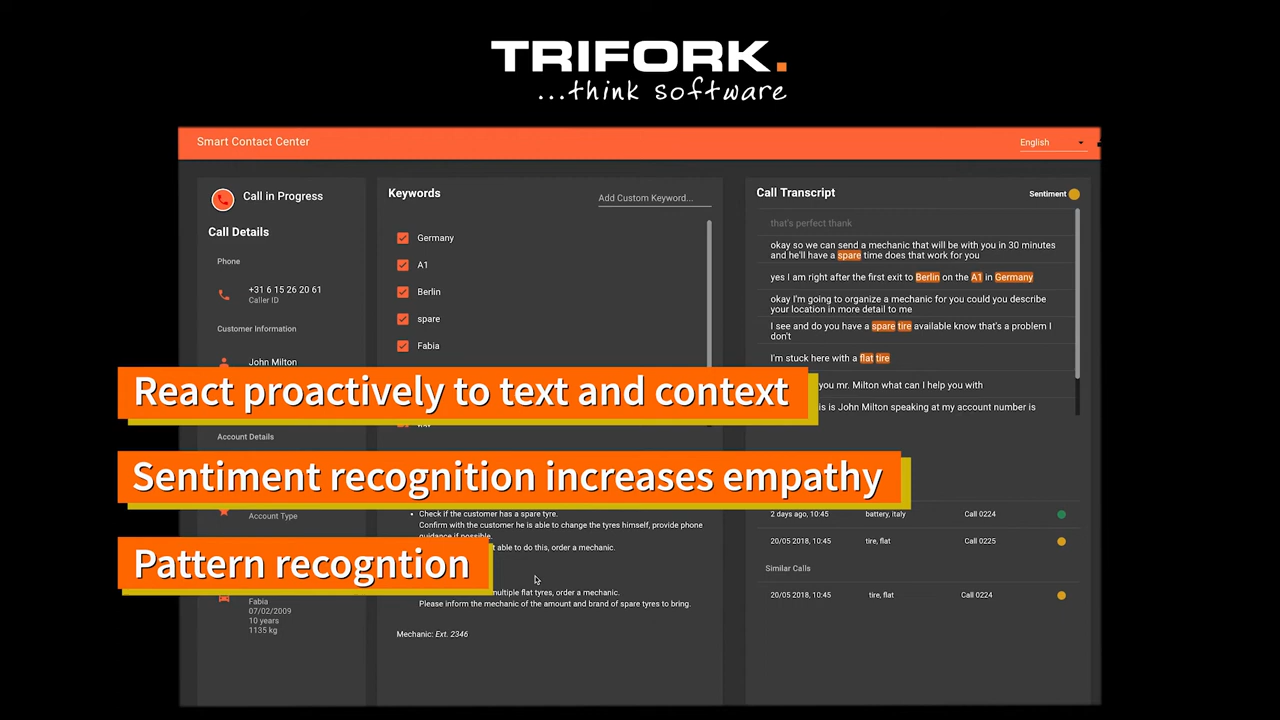 TRIFORK.
...think software
Smart Contact Center
English
Call in Progress
Call Details
Phone
+31 6 15 26 20 61
Caller ID
Customer Information
John Milton
Account Details
Account Type
Fabia
07/02/2009
10 years
1135 kg
Keywords
Add Custom Keyword...
Germany
A1
Berlin
spare
Fabia
Check if the customer has a spare tyre.
Confirm with the customer he is able to change the tyres himself, provide phone
guidance if possible.
able to do this, order a mechanic.
multiple flat tyres, order a mechanic.
Please inform the mechanic of the amount and brand of spare tyres to bring.
Mechanic: Ext. 2346
Call Transcript
Sentiment
that's perfect thank
okay so we can send a mechanic that will be with you in 30 minutes
and he'll have a spare time does that work for you
yes I am right after the first exit to Berlin on the A1 in Germany
okay I'm going to organize a mechanic for you could you describe
your location in more detail to me
I see and do you have a spare tire available know that's a problem I
don't
I'm stuck here with a flat tire
you mr. Milton what can I help you with
is John Milton speaking at my account number is
2 days ago, 10:45 battery, italy Call 0224
20/05 2018, 10:45 tire, flat Call 0225
Similar Calls
20/05 2018, 10:45 tire, flat Call 0224
React proactively to text and context
Sentiment recognition increases empathy
Pattern recogntion